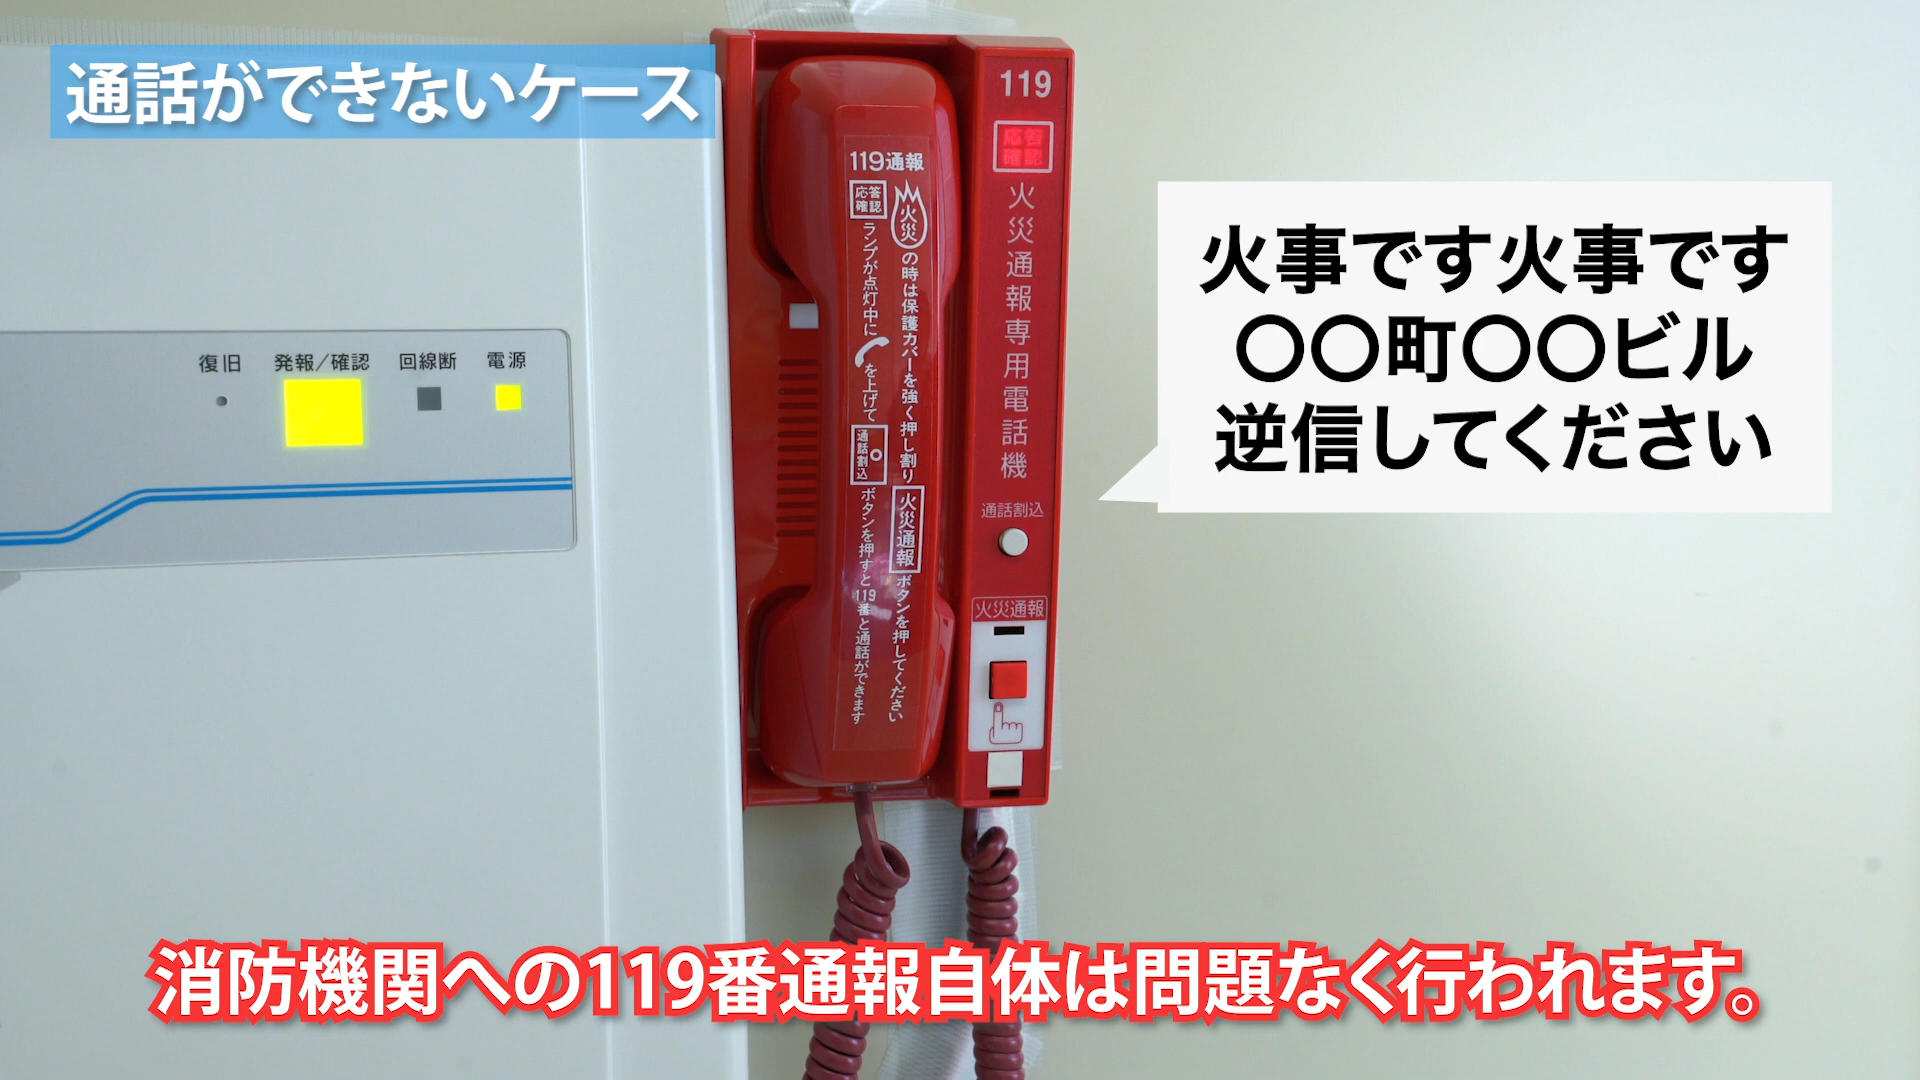 通話ができないケース
119
応答
確認
火災通報専用電話機
通話割込
火災通報
119通報
火災の時は保護カバーを強く押し割り火災通報ボタンを押してください
応答確認ランプが点灯中にを上げて通話割込ボタンを押すと119番と通話ができます
復旧 発報/確認 回線断 電源
火事です火事です
〇〇町〇〇ビル
逆信してください
消防機関への119番通報自体は問題なく行われます。